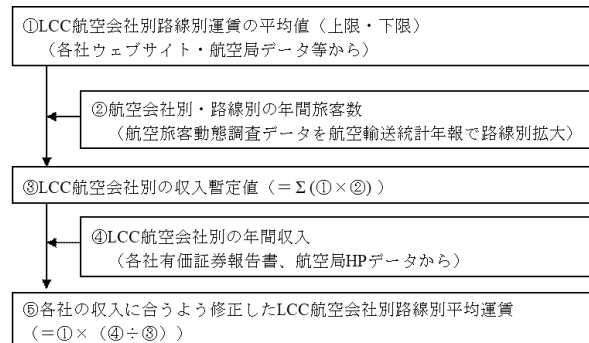 ①LCC航空会社別路線別運賃の平均値（上限・下限）
（各社ウェブサイト・航空局データ等から）
②航空会社別・路線別の年間旅客数
（航空旅客動態調査データを航空輸送統計年報で路線別拡大）
③LCC航空会社別の収入暫定値（＝Σ(①×②)）
④LCC航空会社別の年間収入
（各社有価証券報告書、航空局HPデータから）
⑤各社の収入に合うよう修正したLCC航空会社別路線別平均運賃
（＝①×（④÷③））